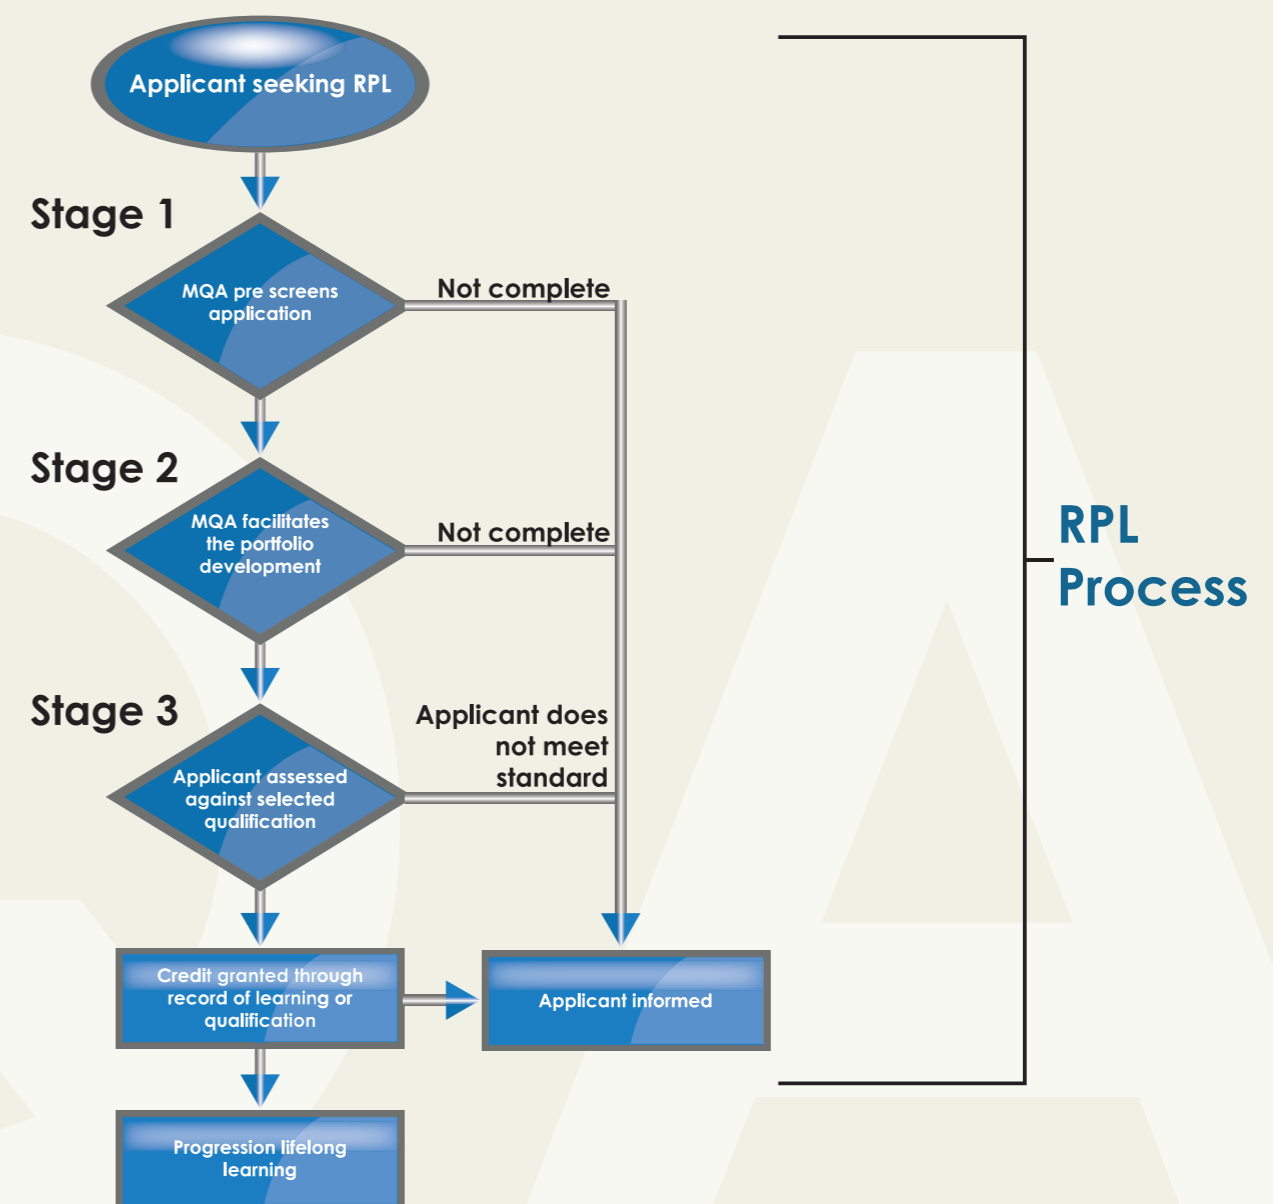 Applicant seeking RPL
Stage 1
MQA pre screens
application
Not complete
Stage 2
MQA facilitates
the portfolio
development
Not complete
Stage 3
Applicant does
not meet
standard
Applicant assessed
against selected
qualification
Credit granted through
record of learning or
qualification
Applicant informed
Progression lifelong
learning
RPL
Process